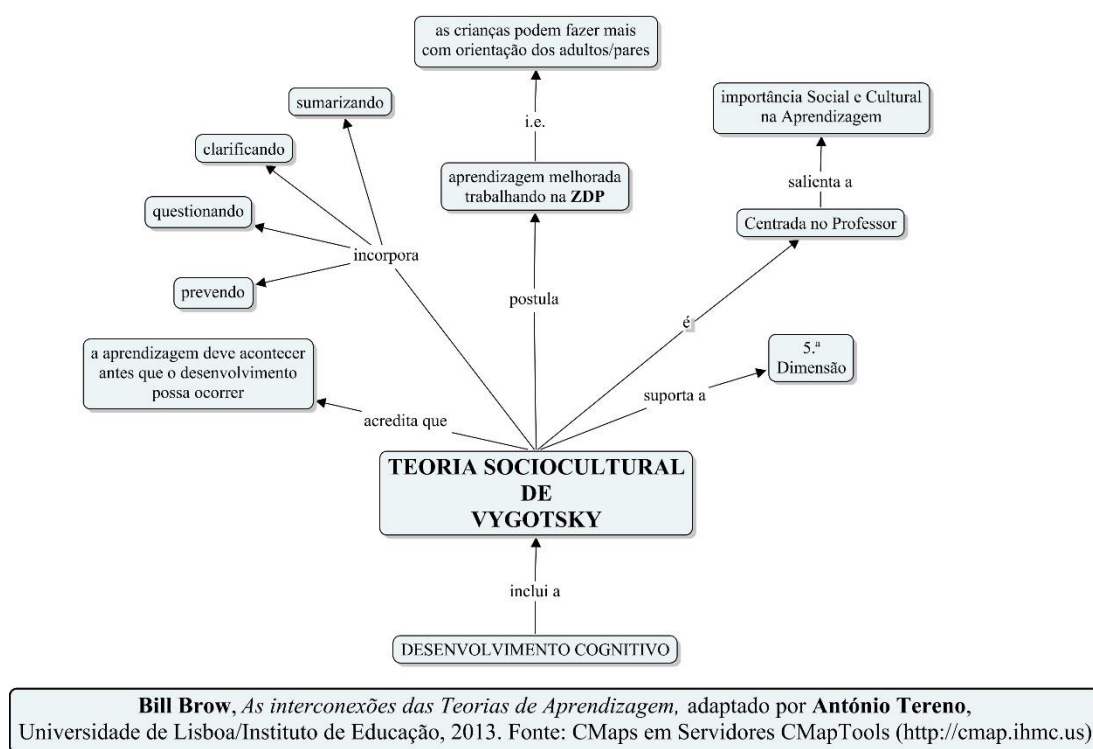 as crianças podem fazer mais
com orientação dos adultos/pares
sumarizando
importância Social e Cultural
na Aprendizagem
i.e.
clarificando
aprendizagem melhorada
trabalhando na ZDP
salienta a
questionando
Centrada no Professor
incorpora
prevendo
postula
é
a aprendizagem deve acontecer
antes que o desenvolvimento
possa ocorrer
5.ª
Dimensão
suporta a
acredita que
TEORIA SOCIOCULTURAL
DE
VYGOTSKY
inclui a
DESENVOLVIMENTO COGNITIVO
Bill Brow, As interconexões das Teorias de Aprendizagem, adaptado por António Tereno,
Universidade de Lisboa/Instituto de Educação, 2013. Fonte: CMaps em Servidores CMapTools (http://cmap.ihmc.us)